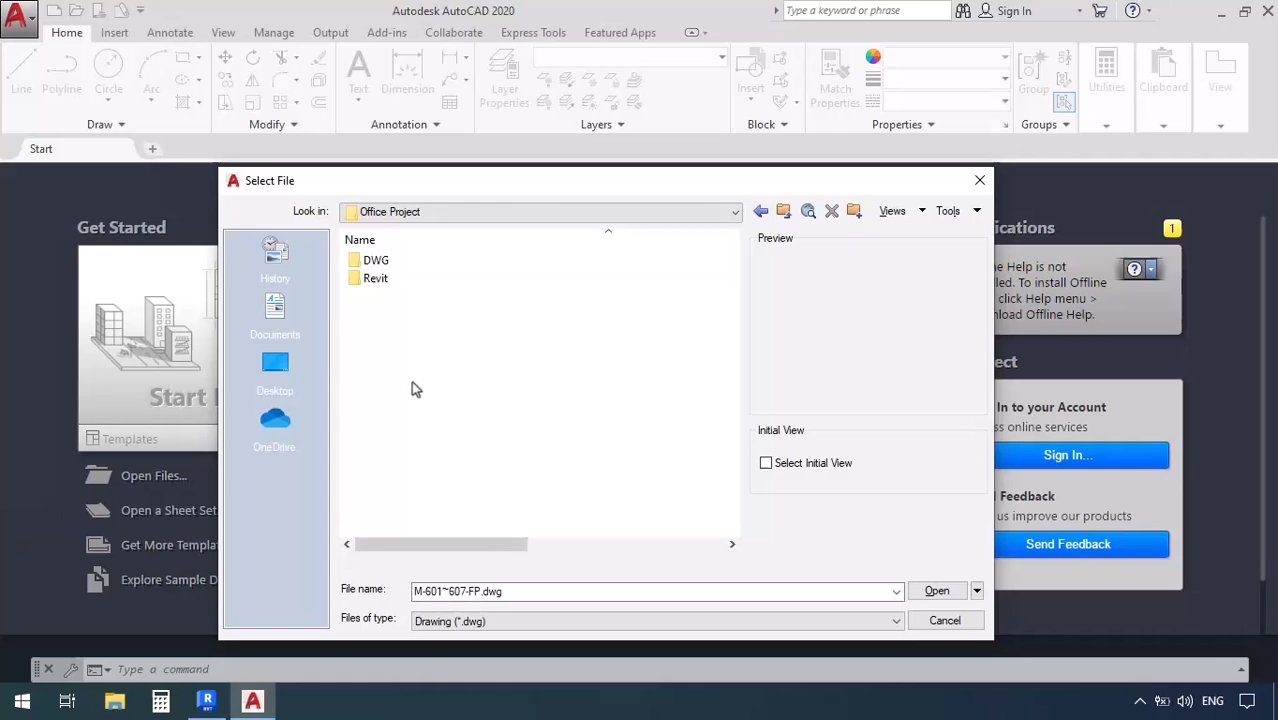 Autodesk AutoCAD 2020
Type a keyword or phrase
Sign In
Home Insert Annotate View Manage Output Add-ins Collaborate Express Tools Featured Apps
Line Polyline Circle Arc Text Dimension Layer Properties Insert Match Properties Group Utilities Clipboard View
Draw Modify Annotation Layers Block Properties Groups
Start
Select File
Look in: Office Project
Views Tools
Get Started
ications
1
Name
Preview
DWG
Revit
History
Documents
Desktop
OneDrive
e Help is not
led. To install Offline
click Help menu >
nload Offline Help.
Start
Templates
ect
In to your Account
ss online services
Sign In...
Initial View
Select Initial View
Open Files...
Open a Sheet Set
Get More Templa
Explore Sample D
Feedback
us improve our products
Send Feedback
File name: M-601~607-FP.dwg
Open
Files of type: Drawing (*.dwg)
Cancel
Type a command
R
RVT
A
ENG